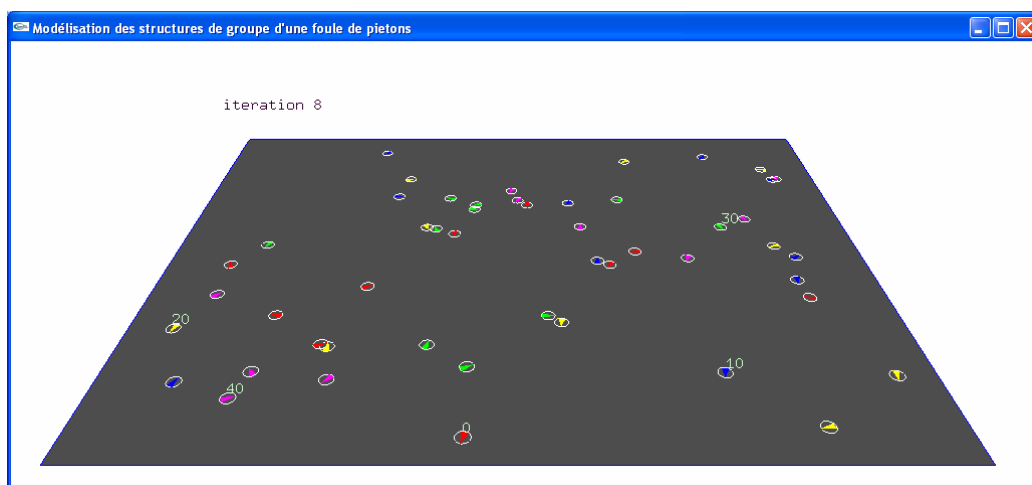 Modélisation des structures de groupe d'une foule de pietons
iteration 8
30
20
10
40
0